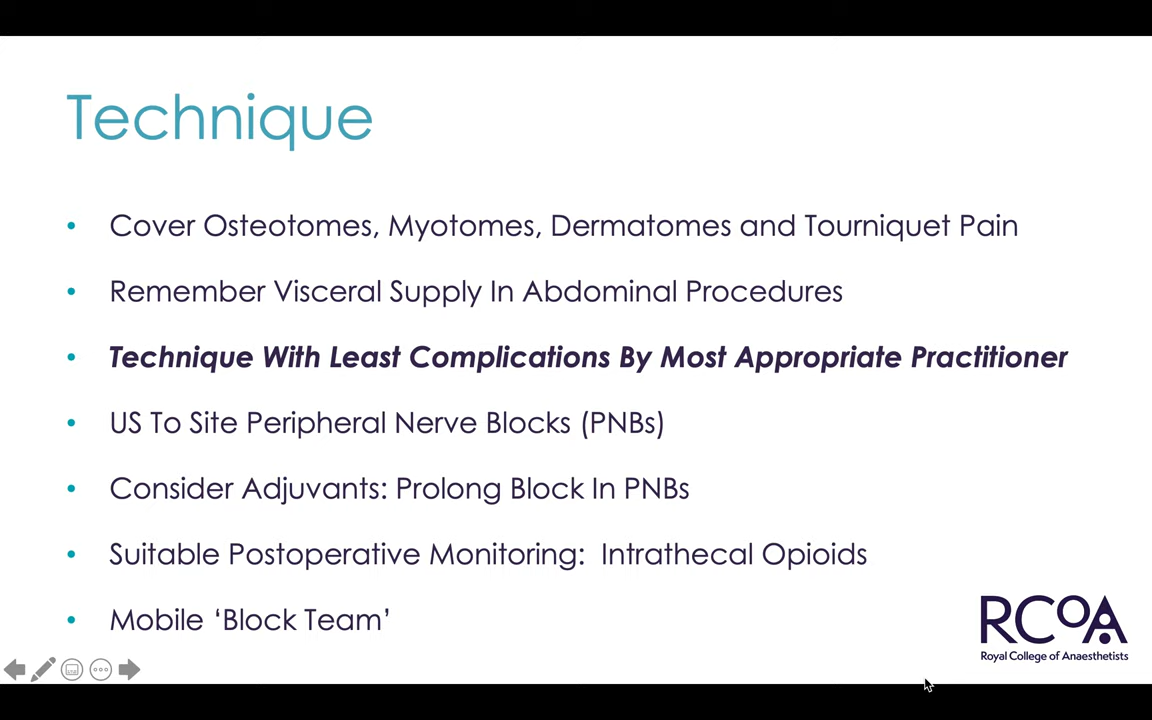 Technique
• Cover Osteotomes, Myotomes, Dermatomes and Tourniquet Pain
• Remember Visceral Supply In Abdominal Procedures
• Technique With Least Complications By Most Appropriate Practitioner
• US To Site Peripheral Nerve Blocks (PNBs)
• Consider Adjuvants: Prolong Block In PNBs
• Suitable Postoperative Monitoring: Intrathecal Opioids
• Mobile ‘Block Team’
RCOA
Royal College of Anaesthetists